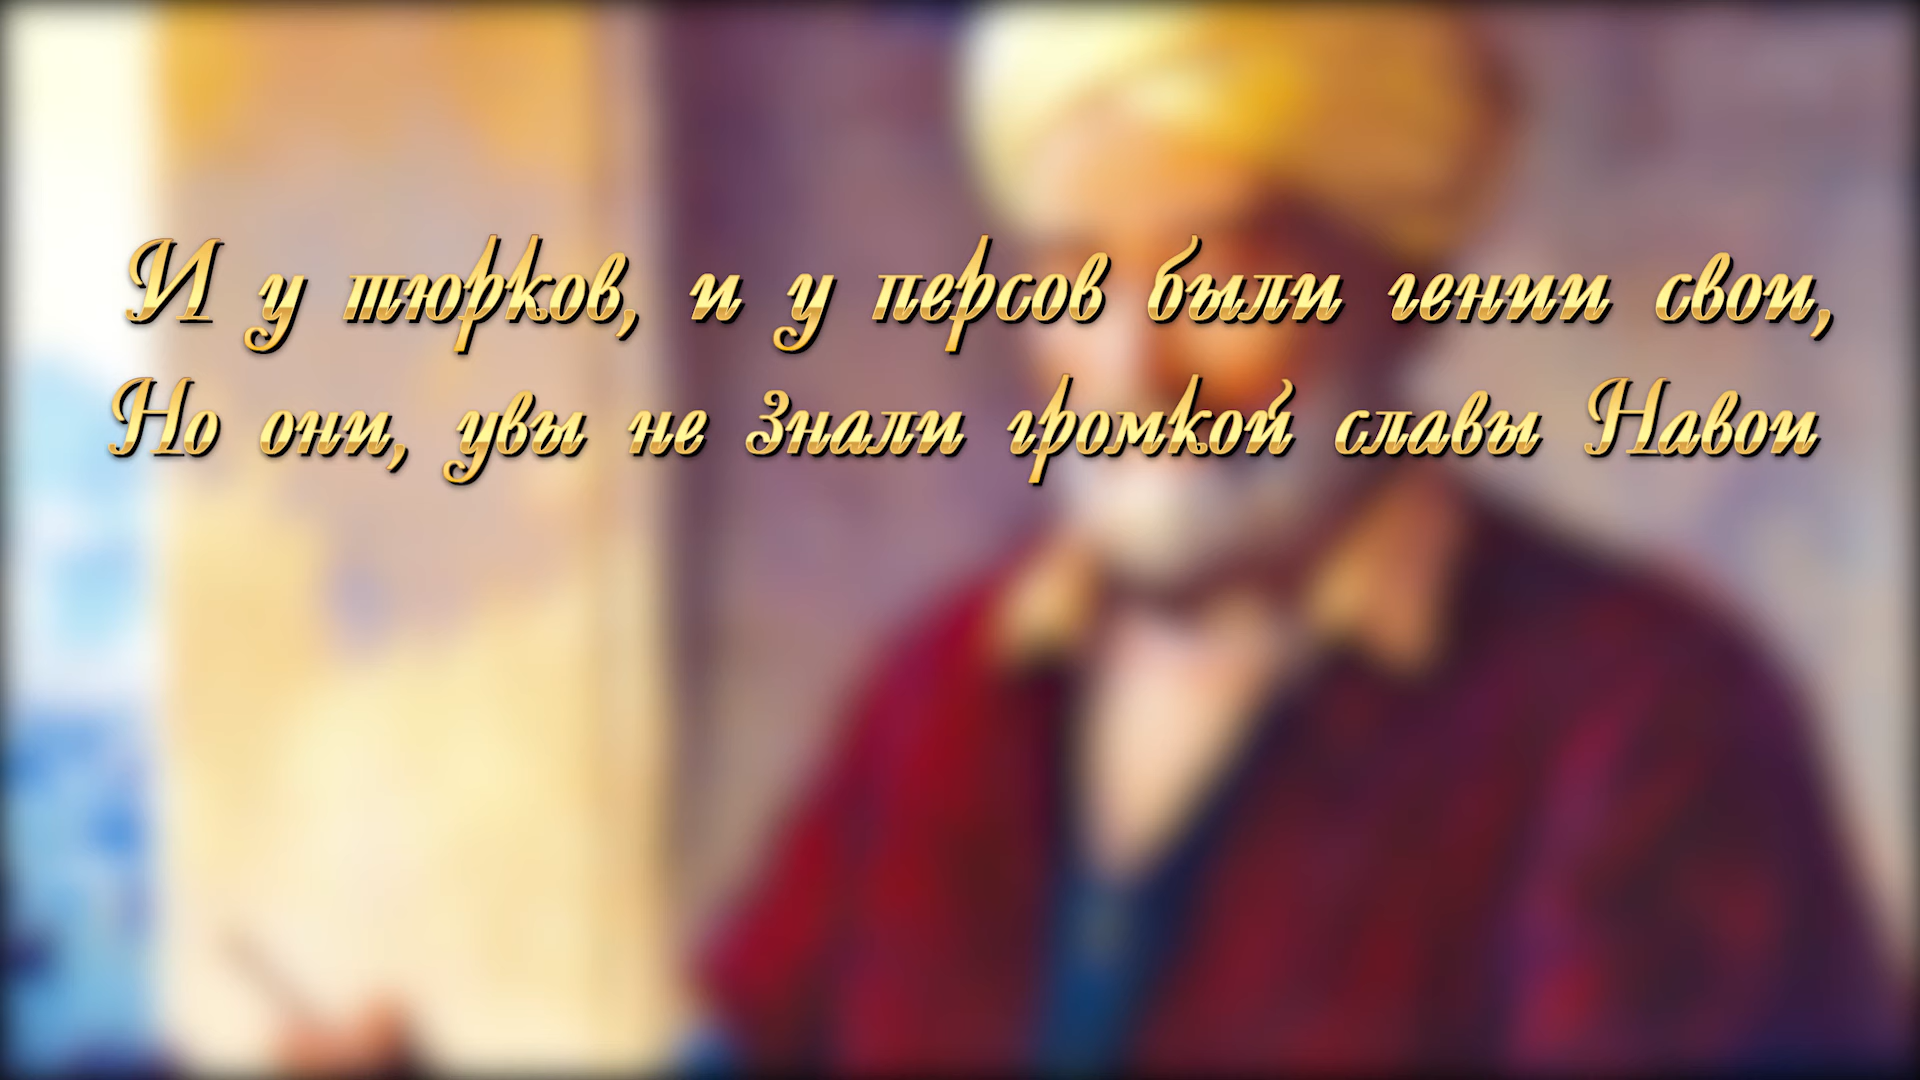 И у тюрков, и у персов были гении свои,
Но они, увы не Знали громкой славы Навои